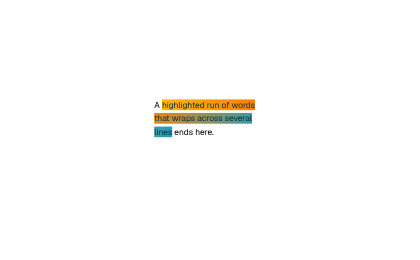 A highlighted run of words
that wraps across several
lines ends here.